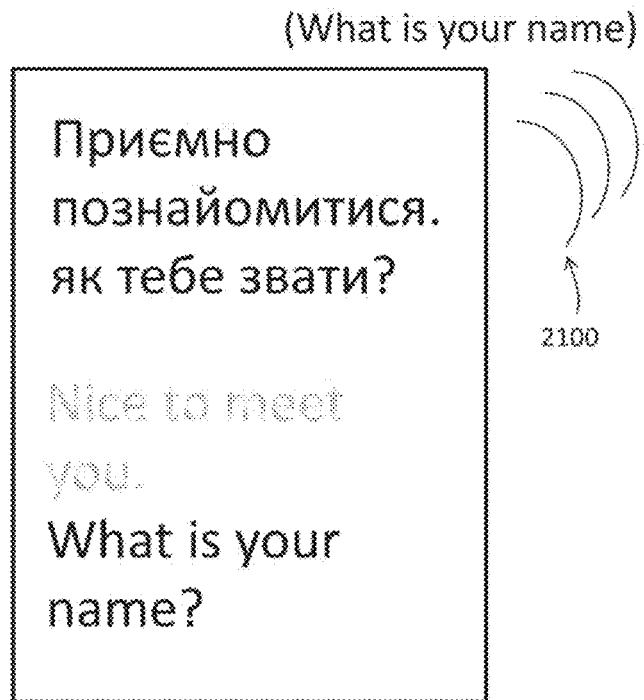 (What is your name)
Приємно
познайомитися.
як тебе звати?
Nice to meet
you.
What is your
name?
2100